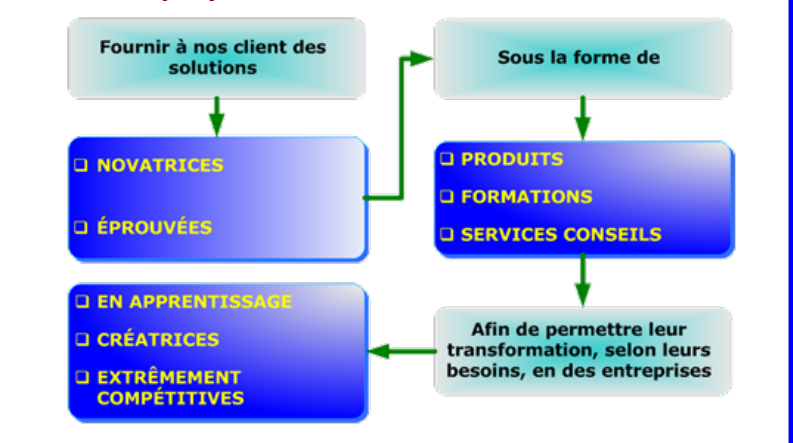 Fournir à nos client des
solutions
❑ NOVATRICES
❑ ÉPROUVÉES
Sous la forme de
❑ PRODUITS
❑ FORMATIONS
❑ SERVICES CONSEILS
Afin de permettre leur
transformation, selon leurs
besoins, en des entreprises
❑ EN APPRENTISSAGE
❑ CRÉATRICES
❑ EXTRÊMEMENT
COMPÉTITIVES